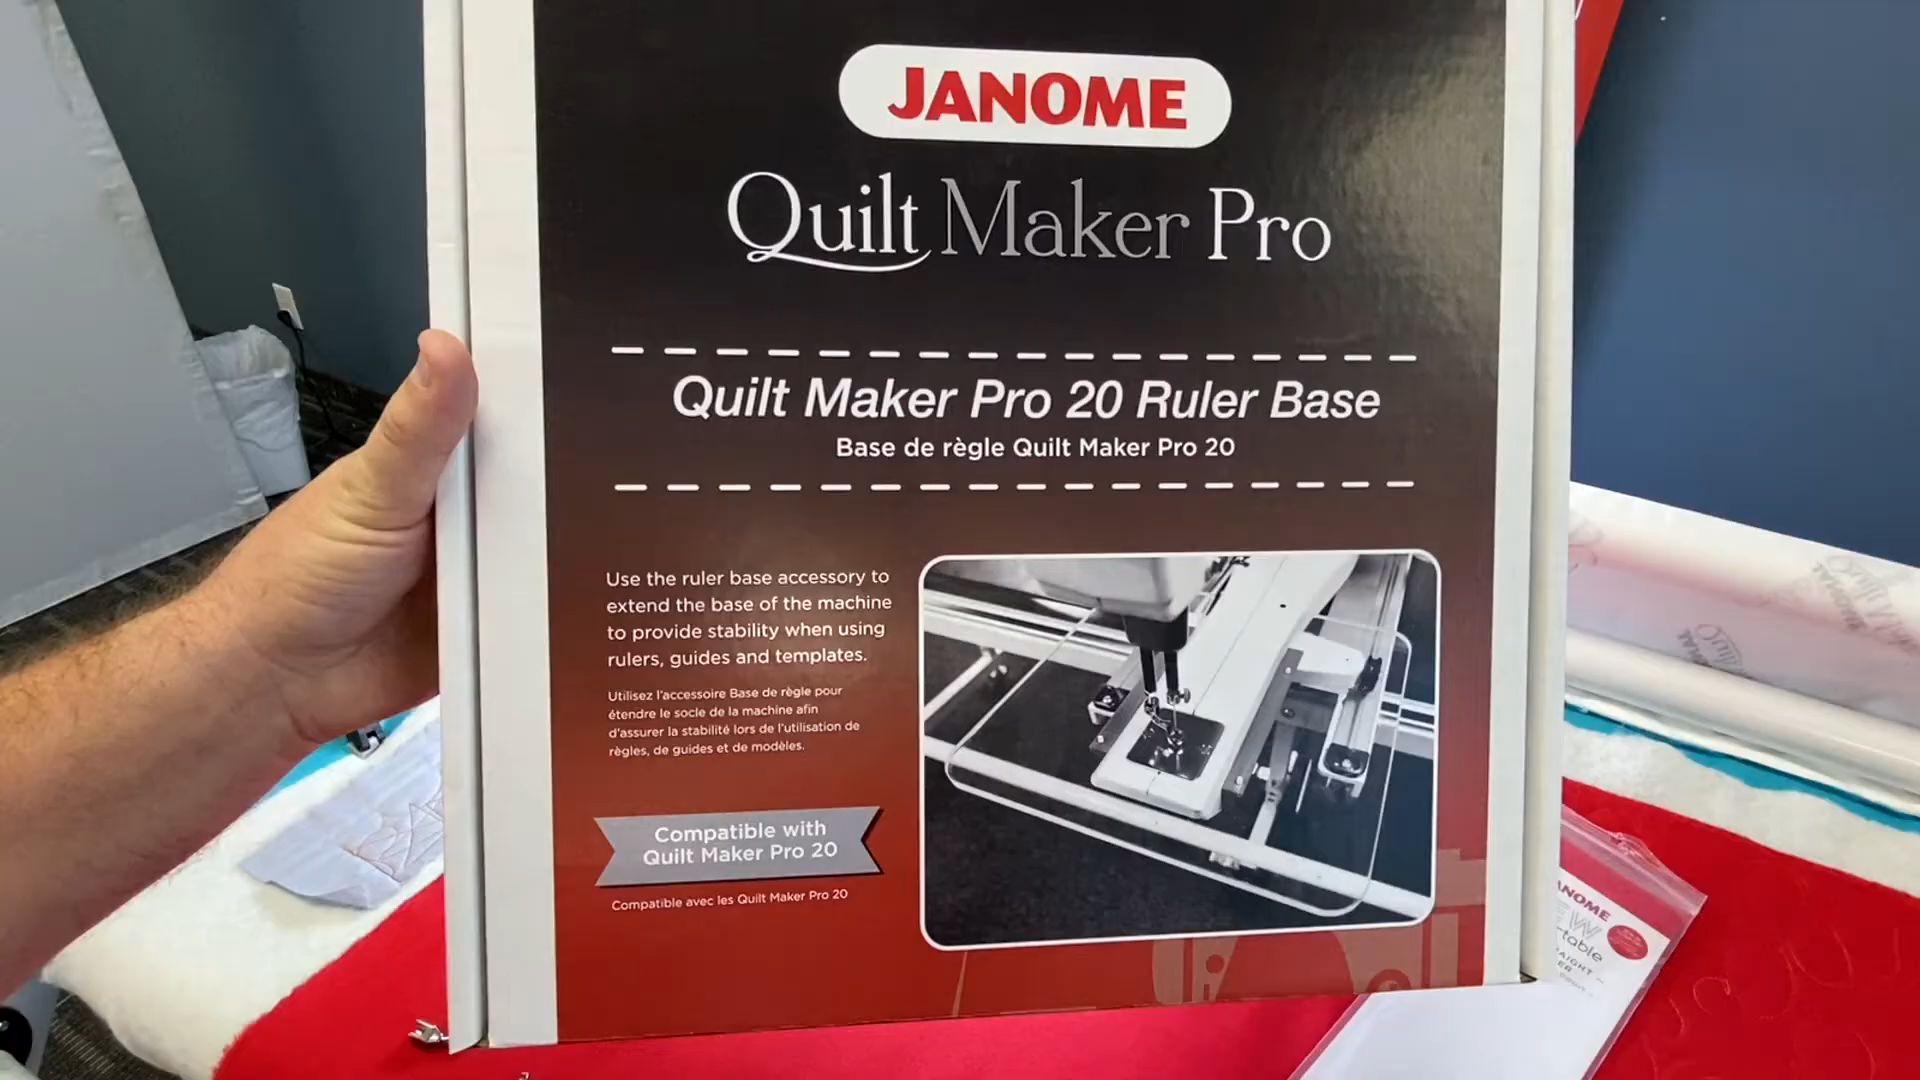 JANOME
Quilt Maker Pro
Quilt Maker Pro 20 Ruler Base
Base de règle Quilt Maker Pro 20
Use the ruler base accessory to
extend the base of the machine
to provide stability when using
rulers, guides and templates.
Utilisez l'accessoire Base de règle pour
étendre le socle de la machine afin
d'assurer la stabilité lors de l'utilisation de
règles, de guides et de modèles.
Compatible with
Quilt Maker Pro 20
Compatible avec les Quilt Maker Pro 20
ANOME
table